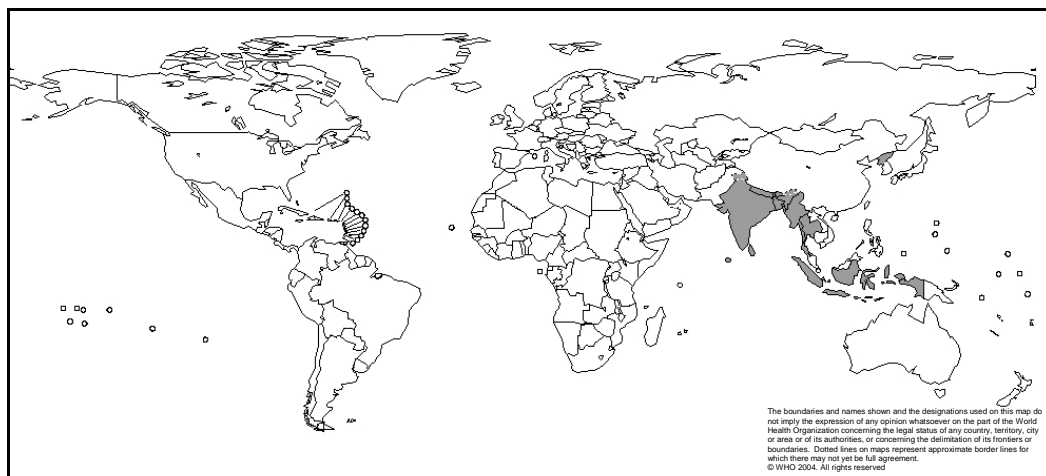 The boundaries and names shown and the designations used on this map do
not imply the expression of any opinion whatsoever on the part of the World
Health Organization concerning the legal status of any country, territory, city
or area or of its authorities, or concerning the delimitation of its frontiers or
boundaries. Dotted lines on maps represent approximate border lines for
which there may not yet be full agreement.
© WHO 2004. All rights reserved